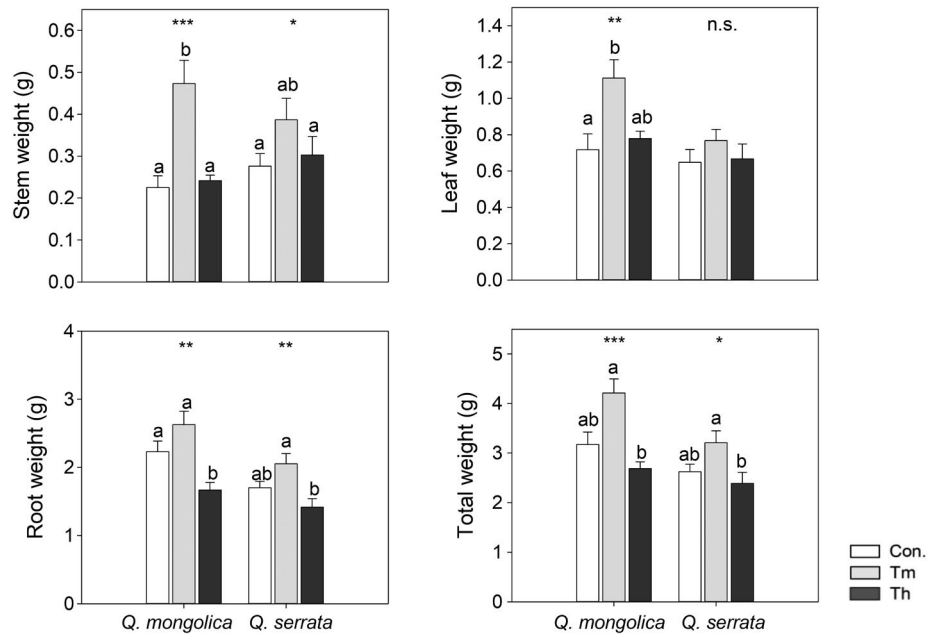 Stem weight (g)
0.6
0.5
0.4
0.3
0.2
0.1
0.0
***
*
a
b
a
a
ab
a
Leaf weight (g)
1.4
1.2
1.0
0.8
0.6
0.4
0.2
0.0
**
n.s.
a
b
ab
Root weight (g)
4
3
2
1
0
**
**
a
a
b
ab
a
b
Q. mongolica
Q. serrata
Total weight (g)
5
4
3
2
1
0
***
*
ab
a
b
ab
a
b
Q. mongolica
Q. serrata
Con.
Tm
Th